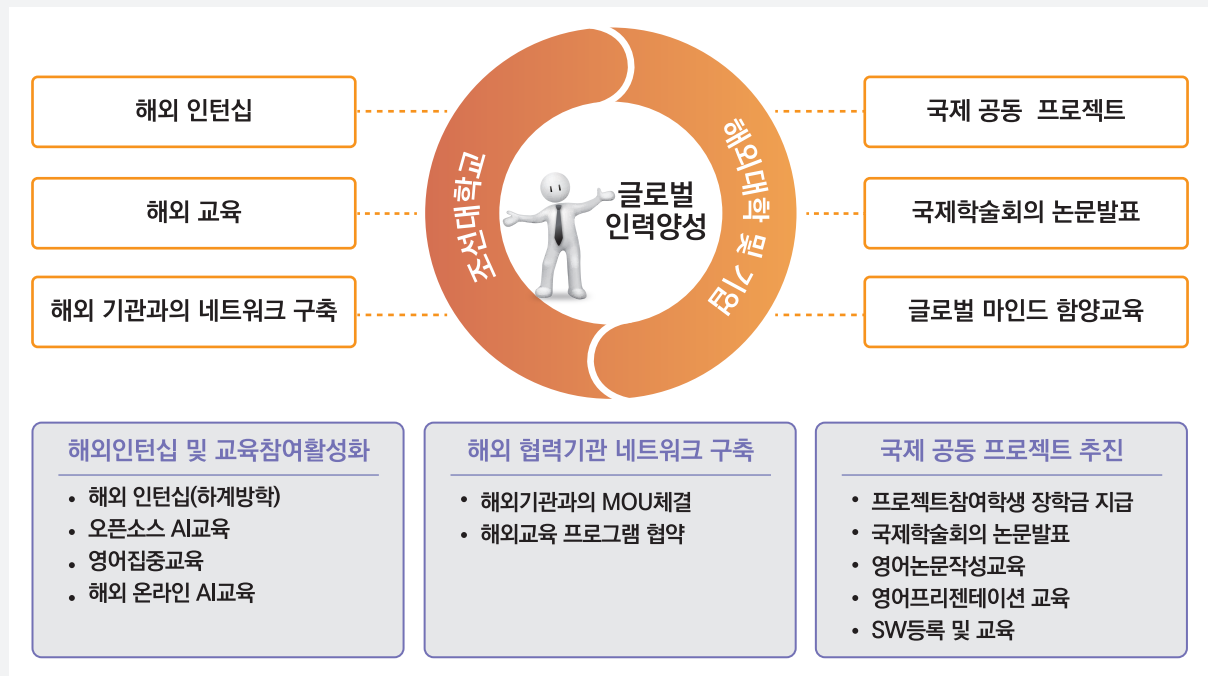 해외 인턴십
해외 교육
해외 기관과의 네트워크 구축
조선대학교
글로벌
인력양성
해외대학 및 기업
국제 공동 프로젝트
국제학술회의 논문발표
글로벌 마인드 함양교육
해외인턴십 및 교육참여활성화
• 해외 인턴십(하계방학)
• 오픈소스 AI교육
• 영어집중교육
• 해외 온라인 AI교육
해외 협력기관 네트워크 구축
• 해외기관과의 MOU체결
• 해외교육 프로그램 협약
국제 공동 프로젝트 추진
• 프로젝트참여학생 장학금 지급
• 국제학술회의 논문발표
• 영어논문작성교육
• 영어프리젠테이션 교육
• SW등록 및 교육